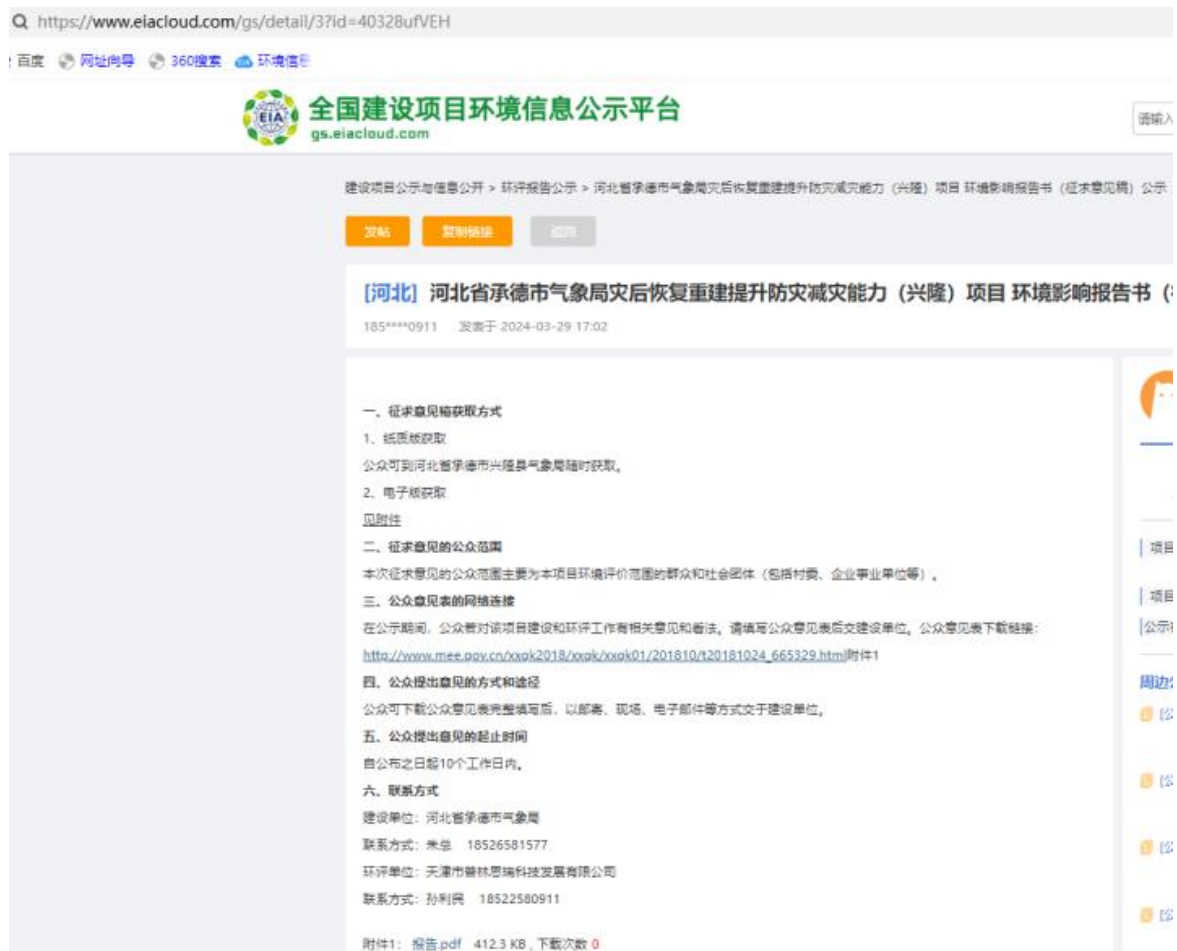 https://www.eiacloud.com/gs/detail/3?id=40328ufVEH
百度 网址向导 360搜索 环境信
全国建设项目环境信息公示平台
gs.eiacloud.com
请输入
建设项目公示与信息公开 > 环评报告公示 > 河北省承德市气象局灾后恢复重建提升防灾减灾能力（兴隆）项目 环境影响报告书（征求意见稿）公示
发帖 复制链接 返回
[河北] 河北省承德市气象局灾后恢复重建提升防灾减灾能力（兴隆）项目 环境影响报告书（
185****0911 发表于 2024-03-29 17:02
一、征求意见稿获取方式
1、纸质版获取
公众可到河北省承德市兴隆县气象局随时获取。
2、电子版获取
见附件
二、征求意见的公众范围
本次征求意见的公众范围主要为本项目环境评价范围的群众和社会团体（包括村委、企业事业单位等）。
三、公众意见表的网络连接
在公示期间，公众若对该项目建设和环评工作有相关意见和看法。请填写公众意见表后交建设单位。公众意见表下载链接：
http://www.mee.gov.cn/xxgk2018/xxgk/xxgk01/201810/t20181024_665329.html附件1
四、公众提出意见的方式和途径
公众可下载公众意见表完整填写后，以邮寄、现场、电子邮件等方式交于建设单位。
五、公众提出意见的起止时间
自公布之日起10个工作日内。
六、联系方式
建设单位：河北省承德市气象局
联系方式：朱总 18526581577
环评单位：天津市普林思瑞科技发展有限公司
联系方式：孙利民 18522580911
附件1： 报告.pdf 412.3 KB , 下载次数 0
项目
项目
公示
周边
[公
[公
[公
[公